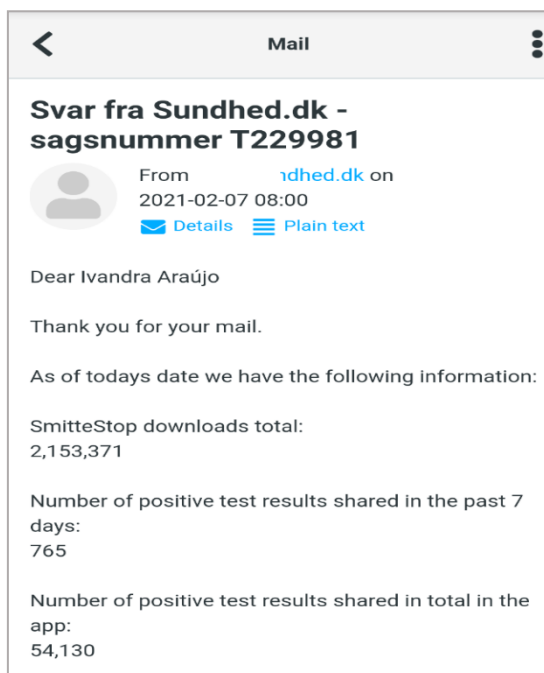 Mail
Svar fra Sundhed.dk -
sagsnummer T229981
From ndhed.dk on
2021-02-07 08:00
Details Plain text
Dear Ivandra Araújo
Thank you for your mail.
As of todays date we have the following information:
SmitteStop downloads total:
2,153,371
Number of positive test results shared in the past 7
days:
765
Number of positive test results shared in total in the
app:
54,130